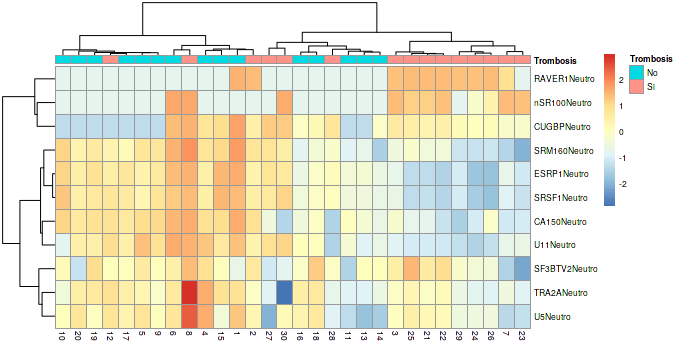 Trombosis
RAVER1Neutro
nSR100Neutro
CUGBPNeutro
SRM160Neutro
ESRP1Neutro
SRSF1Neutro
CA150Neutro
U11Neutro
SF3BTV2Neutro
TRA2ANeutro
U5Neutro
2
1
0
-1
-2
Trombosis
No
SI
10 20 19 12 17 5 9 6 8 4 15 1 2 27 30 16 18 28 11 13 14 3 25 21 22 29 24 26 7 23